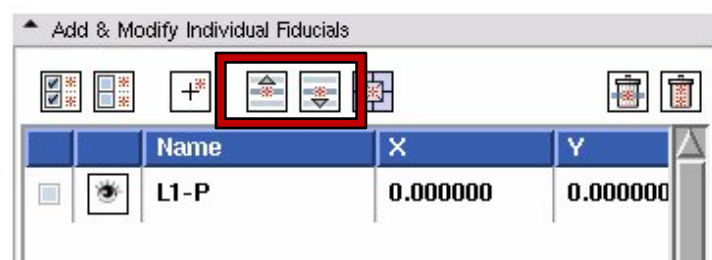 Add & Modify Individual Fiducials
Name X Y
L1-P 0.000000 0.000000